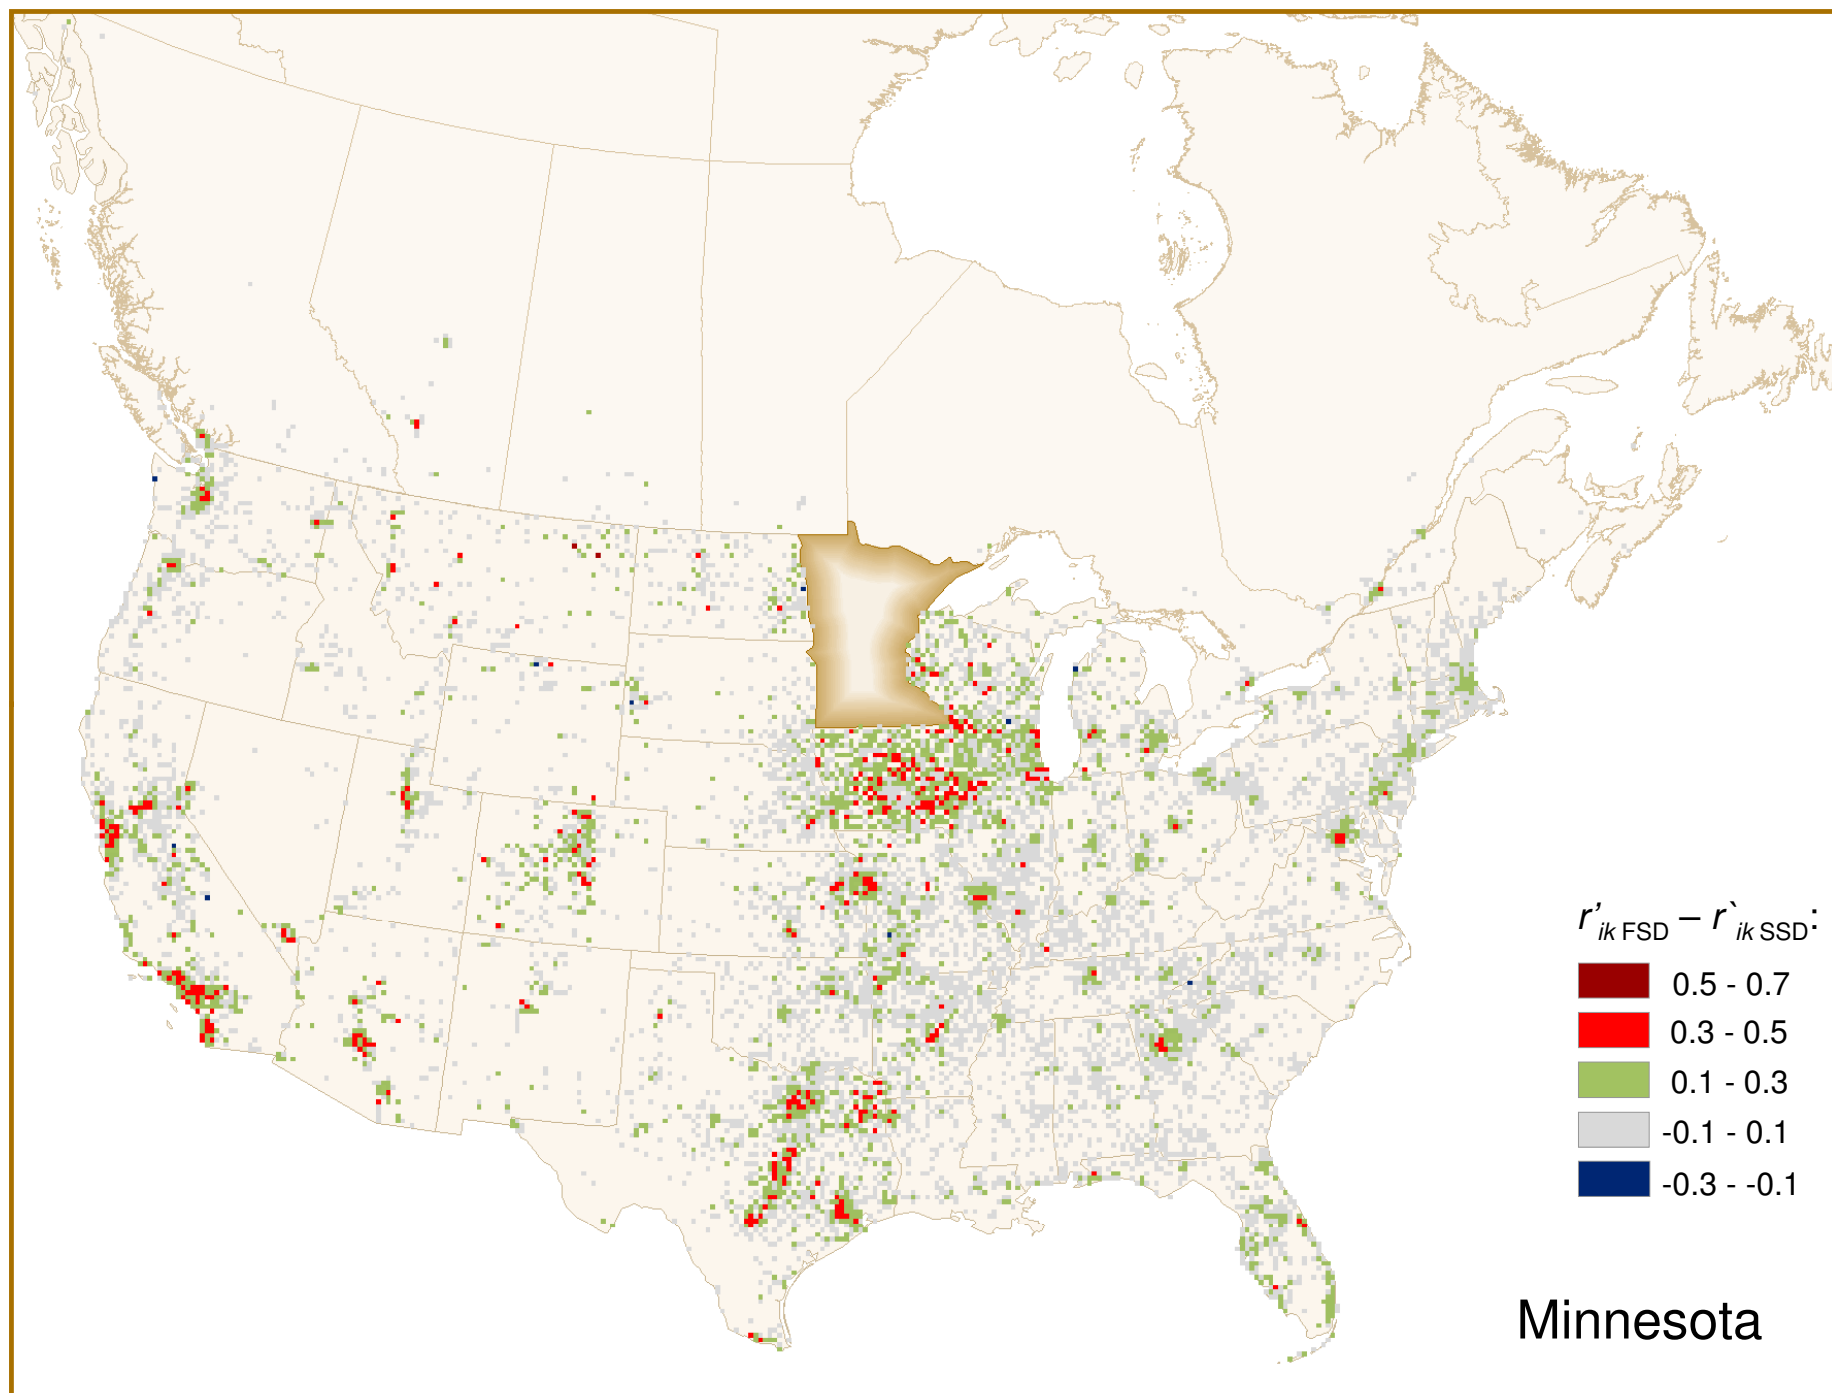 r’ik FSD – r`ik SSD:
0.5 - 0.7
0.3 - 0.5
0.1 - 0.3
-0.1 - 0.1
-0.3 - -0.1
Minnesota